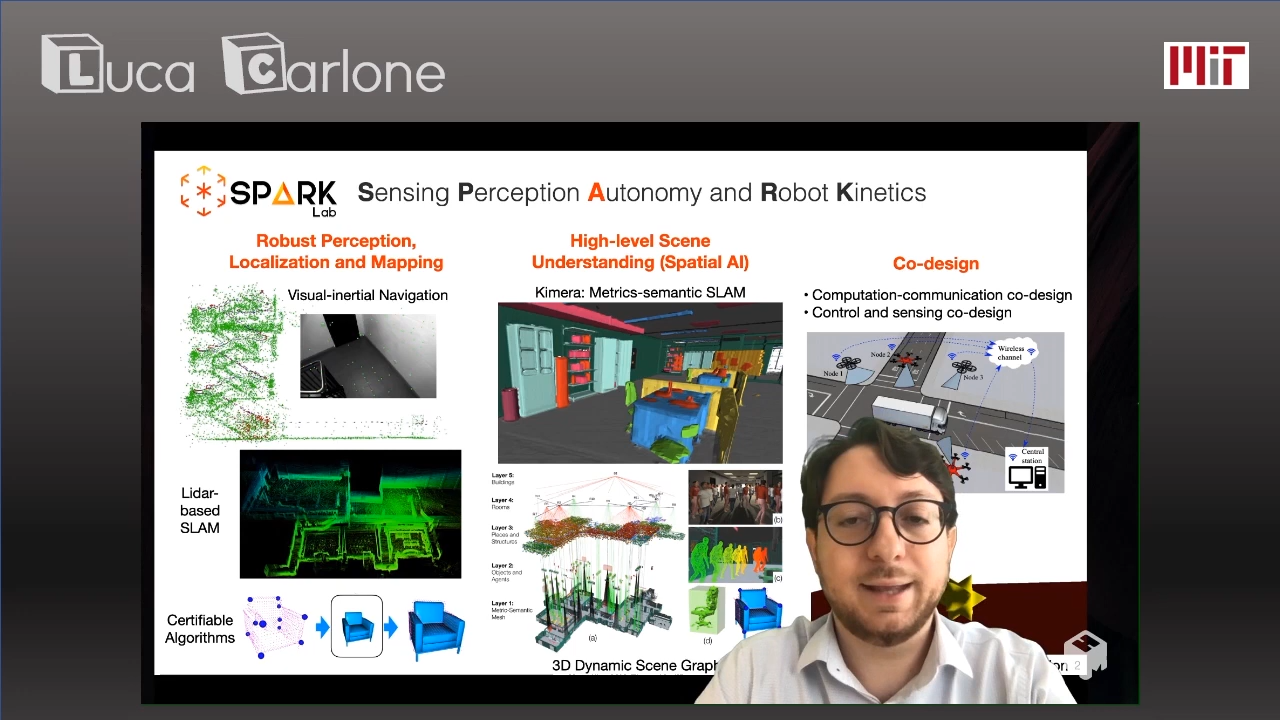 Luca Carlone
MIT
SPARK
Lab
Sensing Perception Autonomy and Robot Kinetics
Robust Perception,
Localization and Mapping
Visual-inertial Navigation
Lidar-
based
SLAM
Certifiable
Algorithms
High-level Scene
Understanding (Spatial AI)
Kimera: Metrics-semantic SLAM
Layer 5:
Buildings
Layer 4:
Rooms
Layer 3:
Places and
Structures
Layer 2:
Objects and
Agents
Layer 1:
Metric-Semantic
Mesh
(a)
(b)
(c)
(d)
3D Dynamic Scene Graph
Co-design
• Computation-communication co-design
• Control and sensing co-design
Node 1
Node 2
Node 3
Wireless
channel
Central
station
on 2